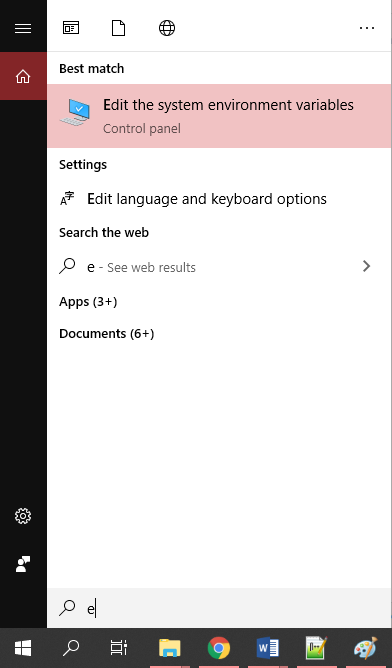 Best match
Edit the system environment variables
Control panel
Settings
Edit language and keyboard options
Search the web
e - See web results
Apps (3+)
Documents (6+)
e